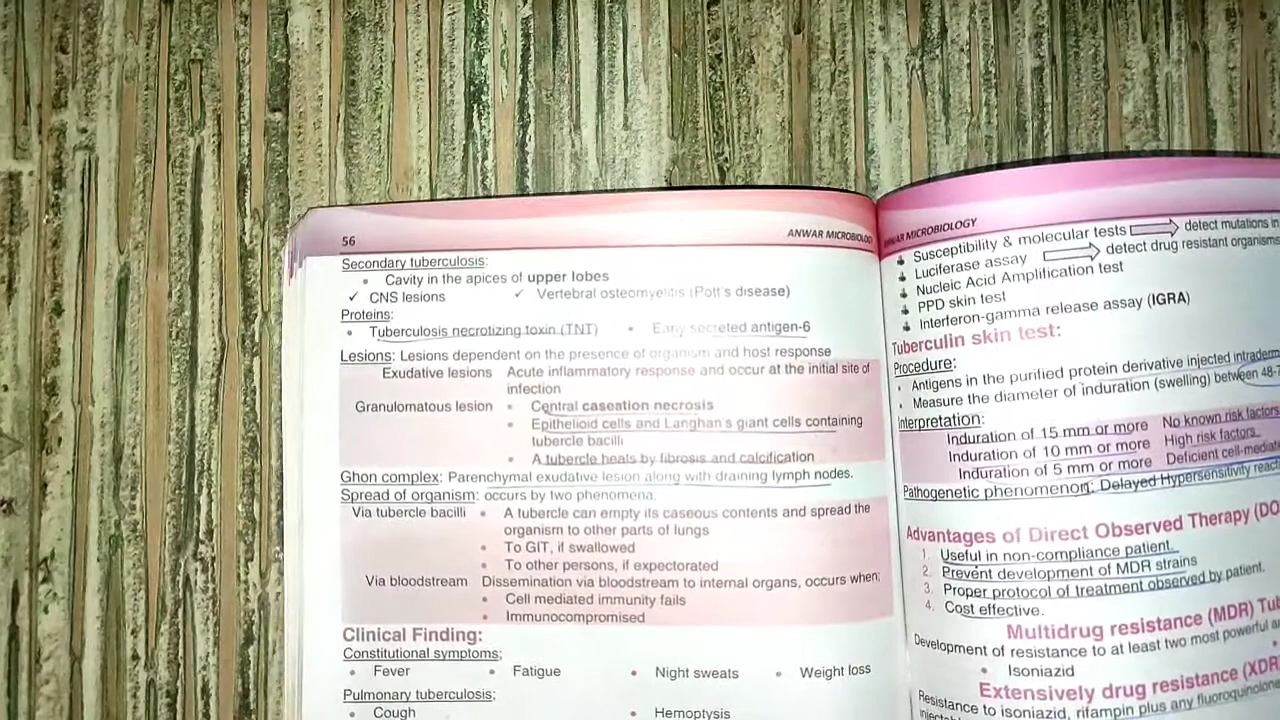 56
ANWAR MICROBIOLOGY
Secondary tuberculosis:
• Cavity in the apices of upper lobes
✓ CNS lesions ✓ Vertebral osteomyelitis (Pott's disease)
Proteins:
• Tuberculosis necrotizing toxin (TNT) • Early secreted antigen-6
Lesions: Lesions dependent on the presence of organism and host response
Exudative lesions Acute inflammatory response and occur at the initial site of
infection
Granulomatous lesion • Central caseation necrosis
• Epithelioid cells and Langhan's giant cells containing
tubercle bacilli
• A tubercle heals by fibrosis and calcification
Ghon complex: Parenchymal exudative lesion along with draining lymph nodes.
Spread of organism: occurs by two phenomena:
Via tubercle bacilli • A tubercle can empty its caseous contents and spread the
organism to other parts of lungs
• To GIT, if swallowed
• To other persons, if expectorated
Via bloodstream Dissemination via bloodstream to internal organs, occurs when;
• Cell mediated immunity fails
• Immunocompromised
Clinical Finding:
Constitutional symptoms;
• Fever • Fatigue • Night sweats • Weight loss
Pulmonary tuberculosis;
• Cough • Hemoptysis
ANWAR MICROBIOLOGY
Susceptibility & molecular tests detect mutations in
Luciferase assay detect drug resistant organisms
Nucleic Acid Amplification test
PPD skin test
Interferon-gamma release assay (IGRA)
Tuberculin skin test:
Procedure:
• Antigens in the purified protein derivative injected
• Measure the diameter of induration (swelling) between 48-7
Interpretation:
Induration of 15 mm or more No known risk factors
Induration of 10 mm or more High risk factors
Induration of 5 mm or more Deficient
Pathogenetic phenomenon: Delayed Hypersensitivity
Advantages of Direct Observed Therapy (DO
1. Useful in non-compliance patient.
2. Prevent development of MDR strains
3. Proper protocol of treatment observed by patient.
4. Cost effective.
Multidrug resistance (MDR)
Development of resistance to at least two most powerful
• Isoniazid
Extensively drug resistance (XDR
Resistance to isoniazid, rifampin plus any